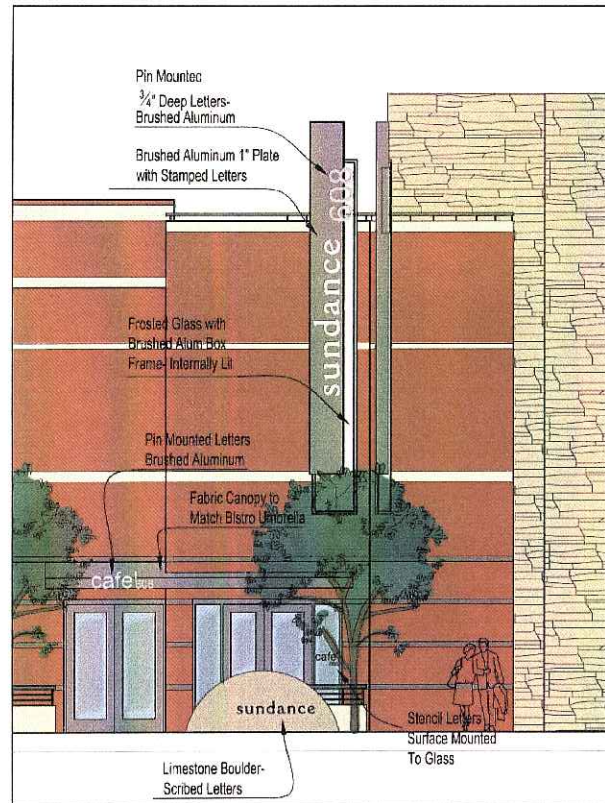 Pin Mounted
3/4" Deep Letters-
Brushed Aluminum
Brushed Aluminum 1" Plate
with Stamped Letters
sundance 608
Frosted Glass with
Brushed Alum Box
Frame- Internally Lit
Pin Mounted Letters
Brushed Aluminum
Fabric Canopy to
Match Bistro Umbrella
cafe!608
cafe
sundance
Stencil Letters
Surface Mounted
To Glass
Limestone Boulder-
Scribed Letters